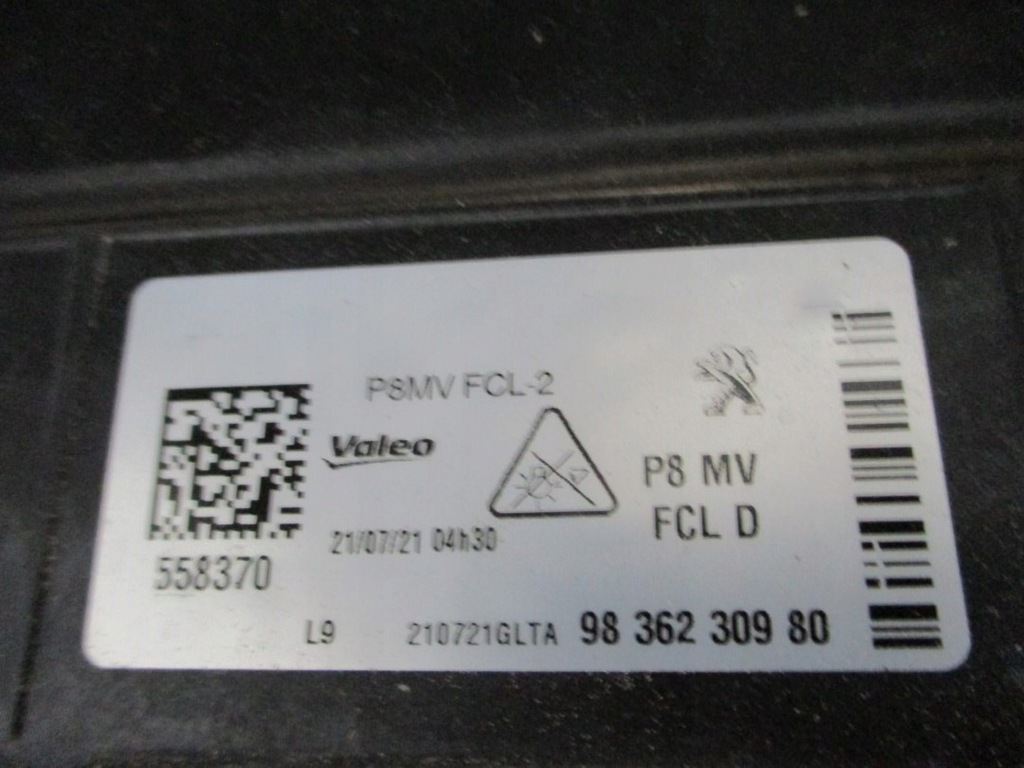 P8MV FCL-2
Valeo
P8 MV
FCL D
21/07/21 04h30
558370
L9 210721GLTA 98 362 309 80